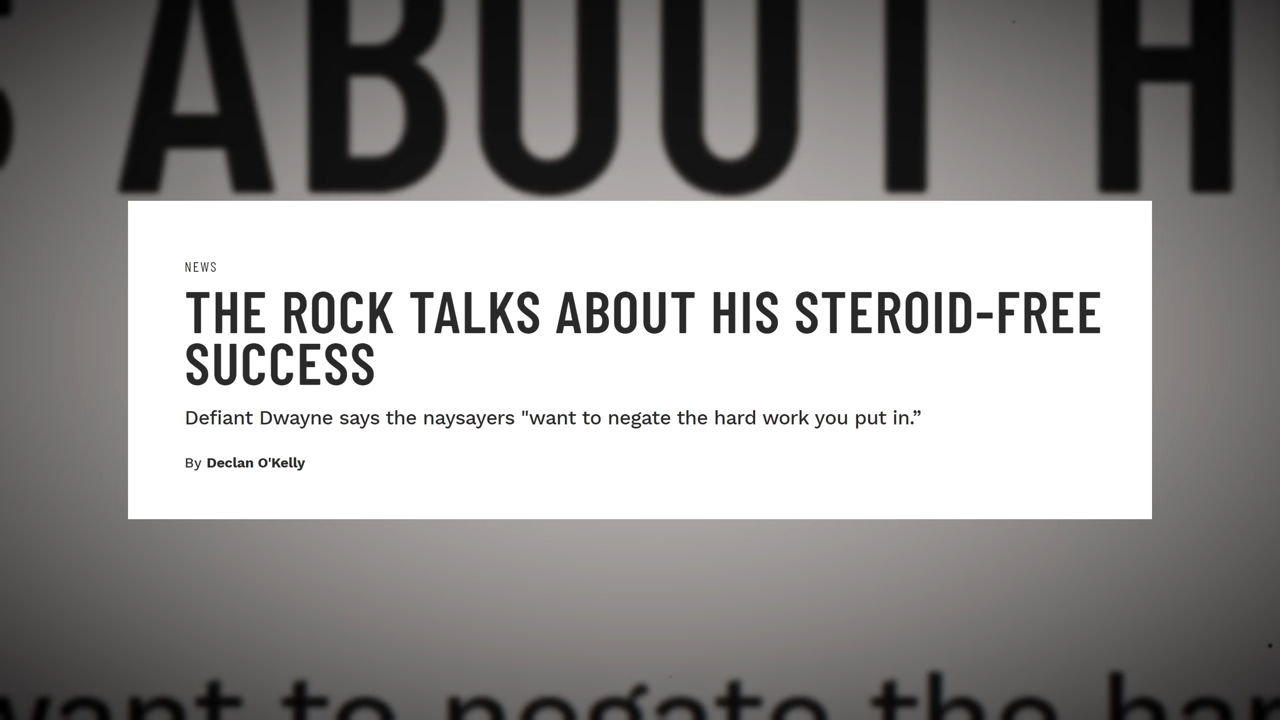 S ABOUT H
NEWS
THE ROCK TALKS ABOUT HIS STEROID-FREE
SUCCESS
Defiant Dwayne says the naysayers "want to negate the hard work you put in.”
By Declan O'Kelly
want to negate the har